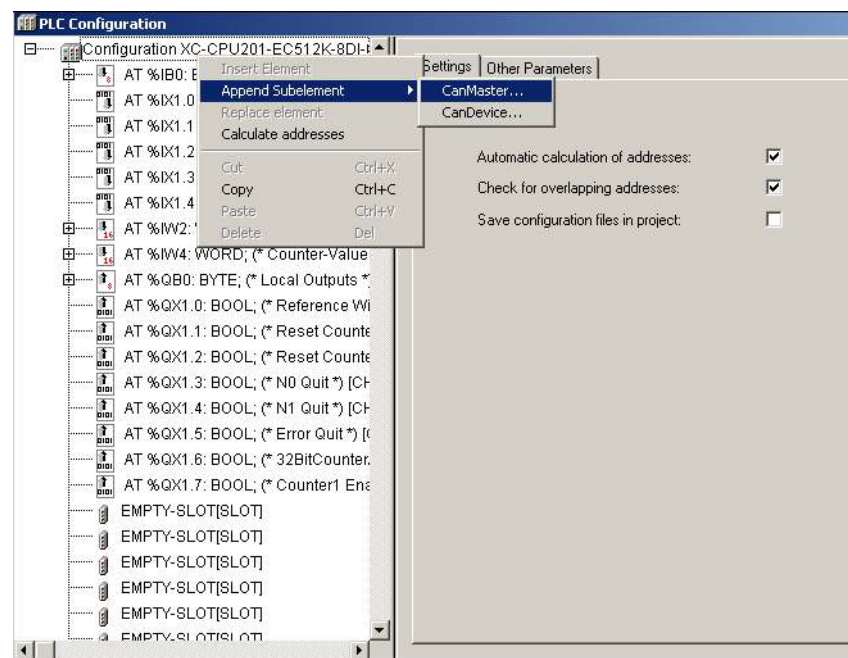 PLC Configuration
Configuration XC-CPU201-EC512K-8DI-
AT %IB0:
AT %IX1.0
AT %IX1.1
AT %IX1.2
AT %IX1.3
AT %IX1.4
AT %IW2:
AT %IW4: WORD; (* Counter-Value
AT %QB0: BYTE; (* Local Outputs *
AT %QX1.0: BOOL; (* Reference Wi
AT %QX1.1: BOOL; (* Reset Counte
AT %QX1.2: BOOL; (* Reset Counte
AT %QX1.3: BOOL; (* N0 Quit *) [CH
AT %QX1.4: BOOL; (* N1 Quit *) [CH
AT %QX1.5: BOOL; (* Error Quit *) [
AT %QX1.6: BOOL; (* 32BitCounter
AT %QX1.7: BOOL; (* Counter1 Ena
EMPTY-SLOT[SLOT]
EMPTY-SLOT[SLOT]
EMPTY-SLOT[SLOT]
EMPTY-SLOT[SLOT]
EMPTY-SLOT[SLOT]
EMPTY-SLOT[SLOT]
Insert Element
Append Subelement
Replace element
Calculate addresses
Cut Ctrl+X
Copy Ctrl+C
Paste Ctrl+V
Delete Del
CanMaster...
CanDevice...
Settings
Other Parameters
Automatic calculation of addresses:
Check for overlapping addresses:
Save configuration files in project: